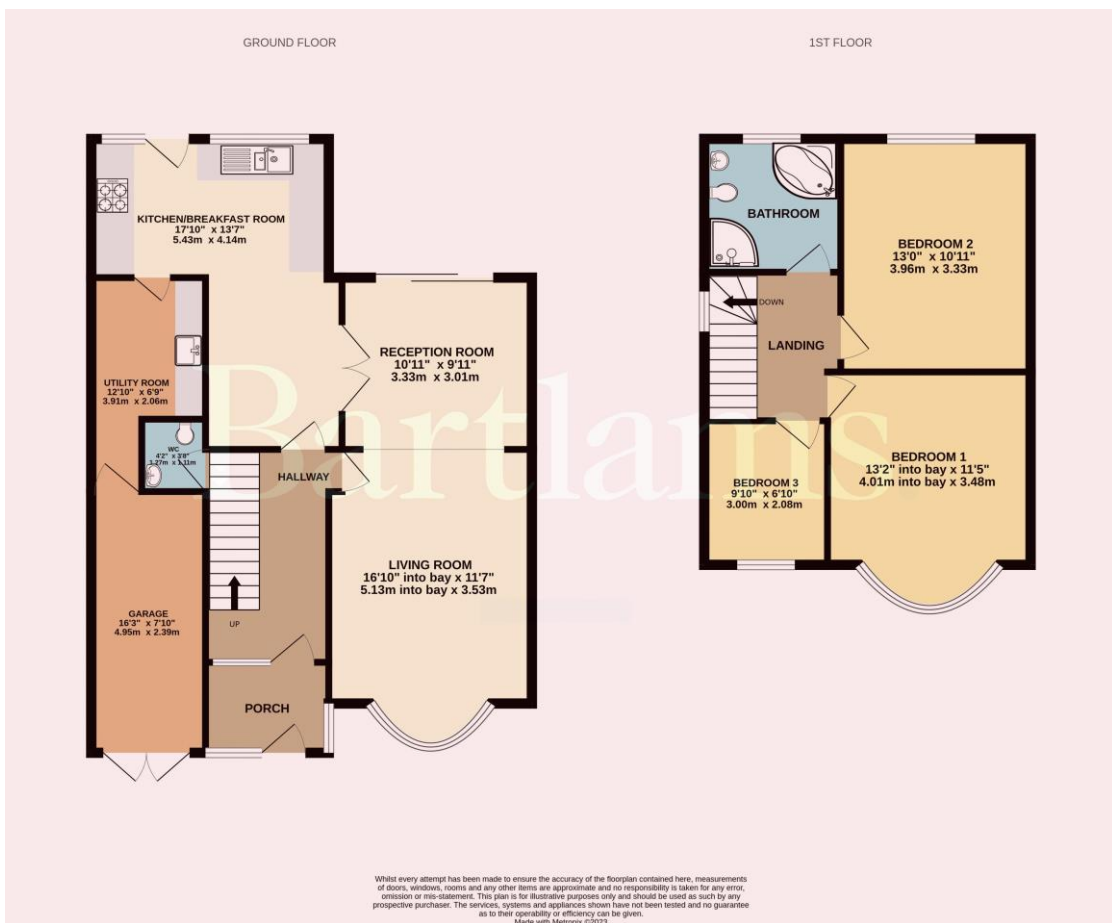 GROUND FLOOR
1ST FLOOR
KITCHEN/BREAKFAST ROOM
17'10" x 13'7"
5.43m x 4.14m
RECEPTION ROOM
10'11" x 9'11"
3.33m x 3.01m
UTILITY ROOM
12'10" x 6'9"
3.91m x 2.06m
WC
4'2" x 3'8"
1.27m x 1.11m
HALLWAY
LIVING ROOM
16'10" into bay x 11'7"
5.13m into bay x 3.53m
GARAGE
16'3" x 7'10"
4.95m x 2.39m
UP
PORCH
BATHROOM
BEDROOM 2
13'0" x 10'11"
3.96m x 3.33m
DOWN
LANDING
BEDROOM 1
13'2" into bay x 11'5"
4.01m into bay x 3.48m
BEDROOM 3
9'10" x 6'10"
3.00m x 2.08m
Bartlams
Whilst every attempt has been made to ensure the accuracy of the floorplan contained here, measurements
of doors, windows, rooms and any other items are approximate and no responsibility is taken for any error,
omission or mis-statement. This plan is for illustrative purposes only and should be used as such by any
prospective purchaser. The services, systems and appliances shown have not been tested and no guarantee
as to their operability or efficiency can be given.
Made with Metropix ©2023